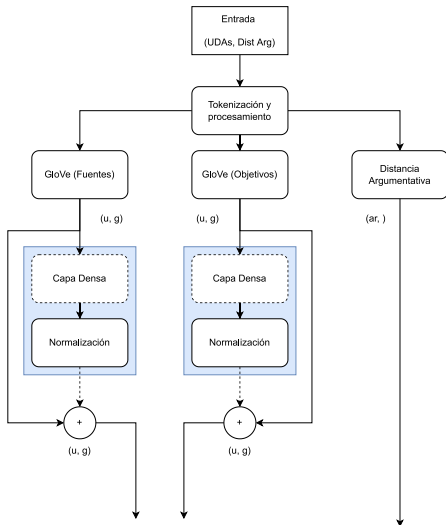 Entrada
(UDAs, Dist Arg)
Tokenización y
procesamiento
GloVe (Fuentes)
GloVe (Objetivos)
Distancia
Argumentativa
(u, g)
(u, g)
(ar, )
Capa Densa
Capa Densa
Normalización
Normalización
+
+
(u, g)
(u, g)